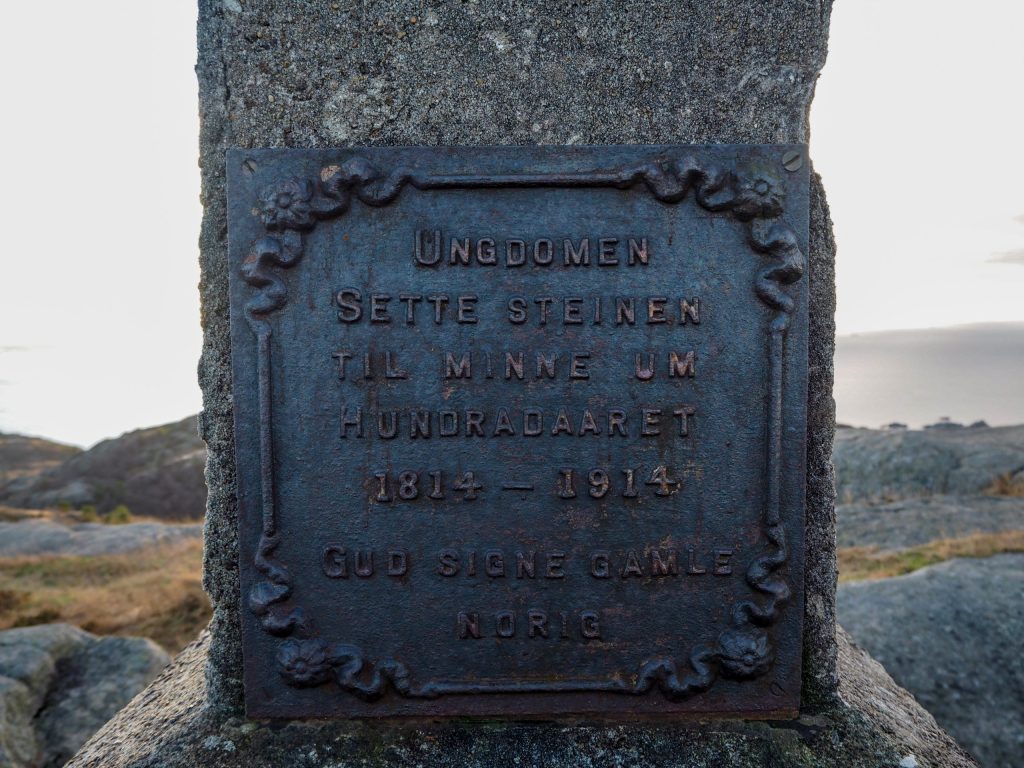 UNGDOMEN
SETTE STEINEN
TIL MINNE UM
HUNDRADAARET
1814 — 1914
GUD SIGNE GAMLE
NORIG